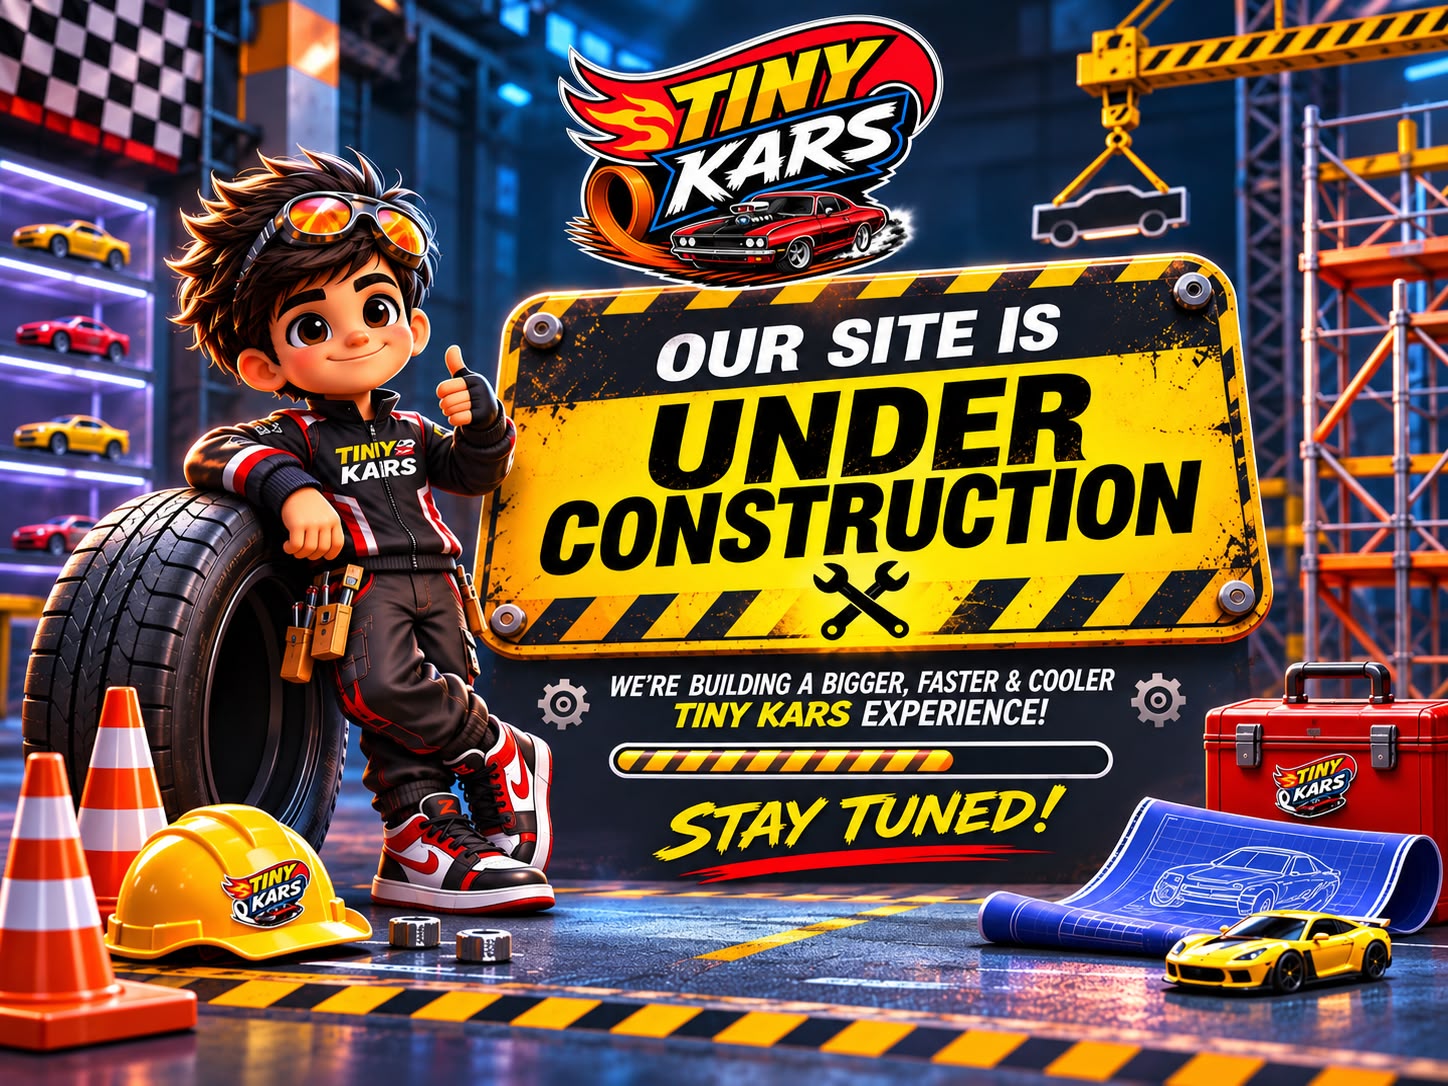 TINY
KARS
OUR SITE IS
UNDER
CONSTRUCTION
TINY
KARS
WE'RE BUILDING A BIGGER, FASTER & COOLER
TINY KARS EXPERIENCE!
STAY TUNED!
TINY
KARS
TINY
KARS